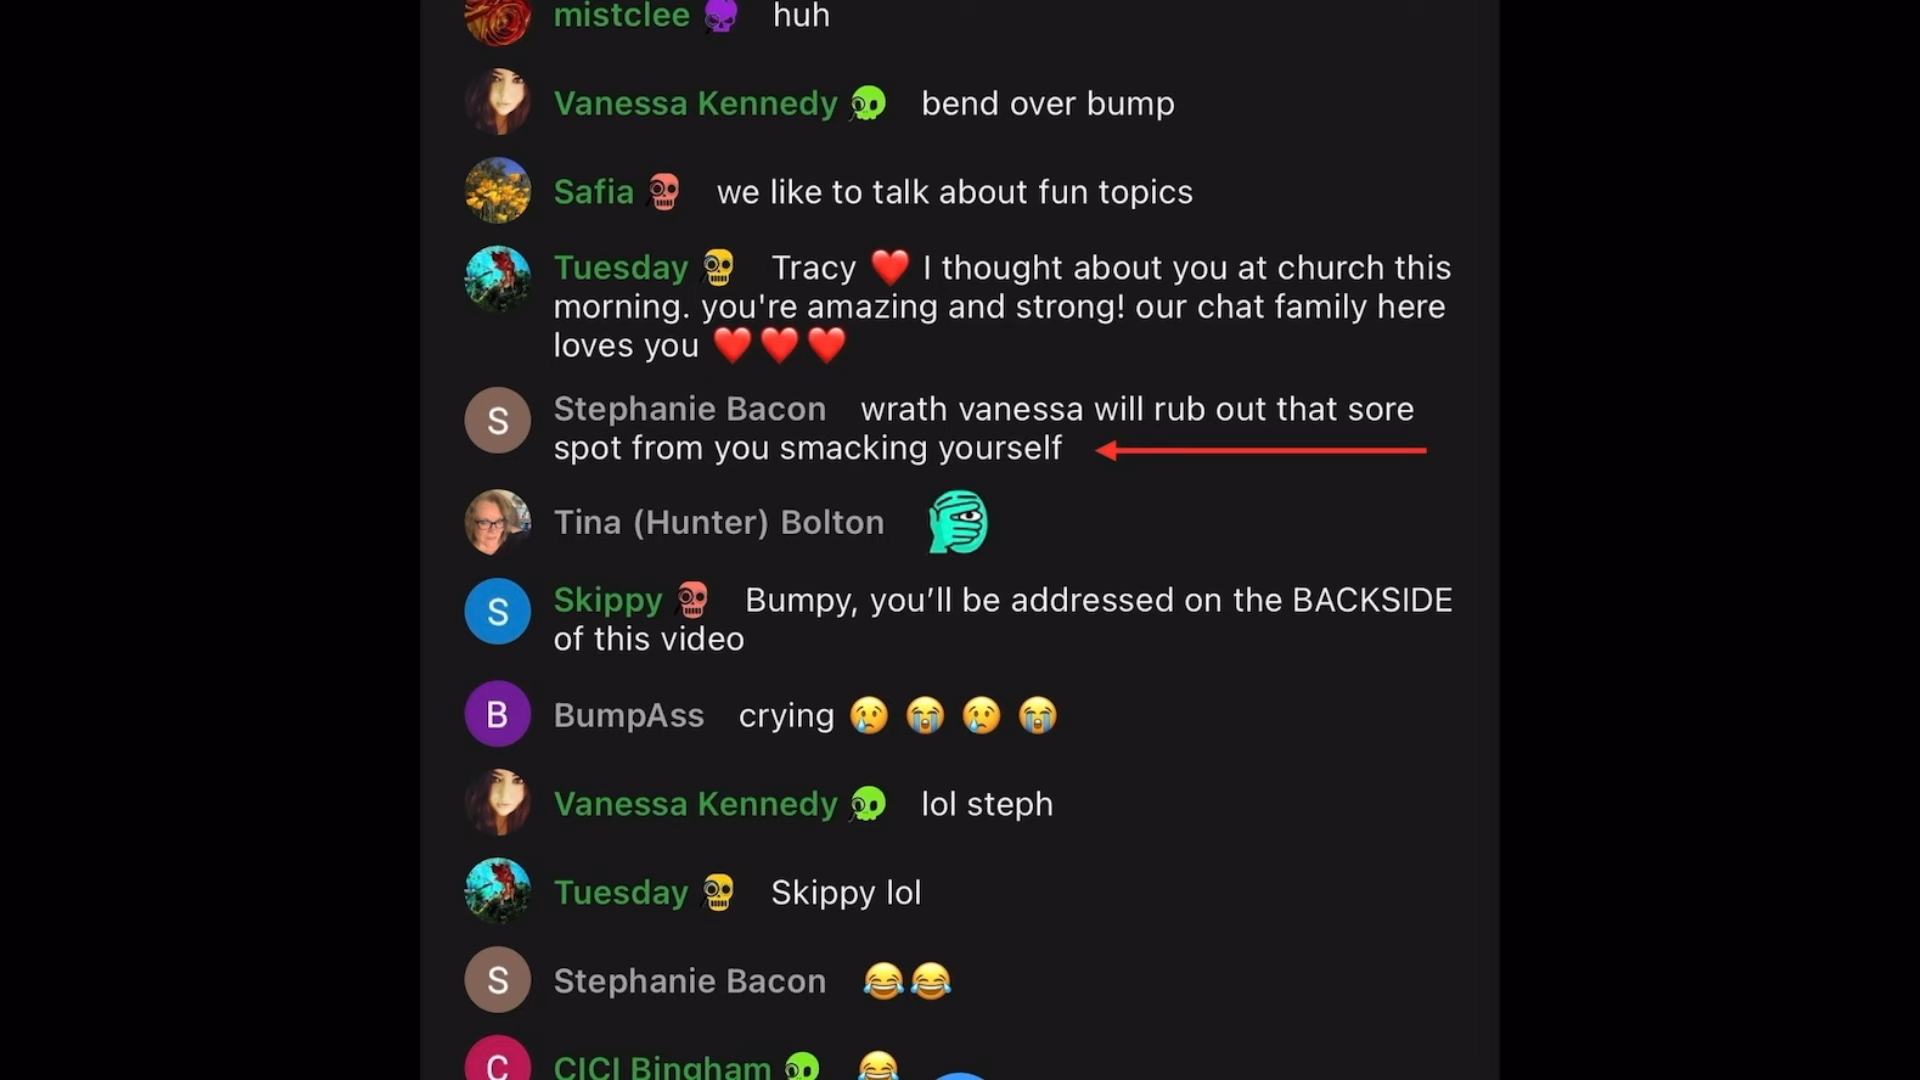 mistclee huh
Vanessa Kennedy bend over bump
Safia we like to talk about fun topics
Tuesday Tracy ❤️ I thought about you at church this
morning. you're amazing and strong! our chat family here
loves you ❤️❤️❤️
S Stephanie Bacon wrath vanessa will rub out that sore
spot from you smacking yourself
Tina (Hunter) Bolton
S Skippy Bumpy, you’ll be addressed on the BACKSIDE
of this video
B BumpAss crying 😢 😭 😢 😭
Vanessa Kennedy lol steph
Tuesday Skippy lol
S Stephanie Bacon 😂😂
C CICI Bingham 😂